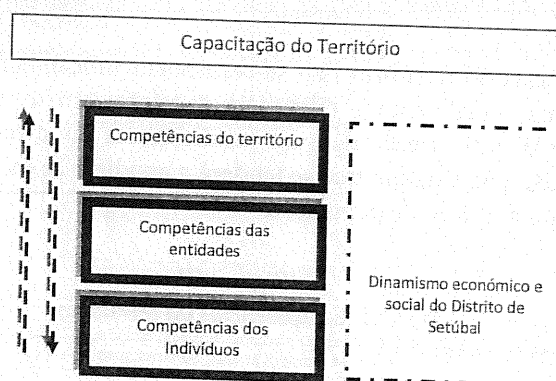 Capacitação do Território
Competências do território
Competências das
entidades
Competências dos
Indivíduos
Dinamismo económico e
social do Distrito de
Setúbal